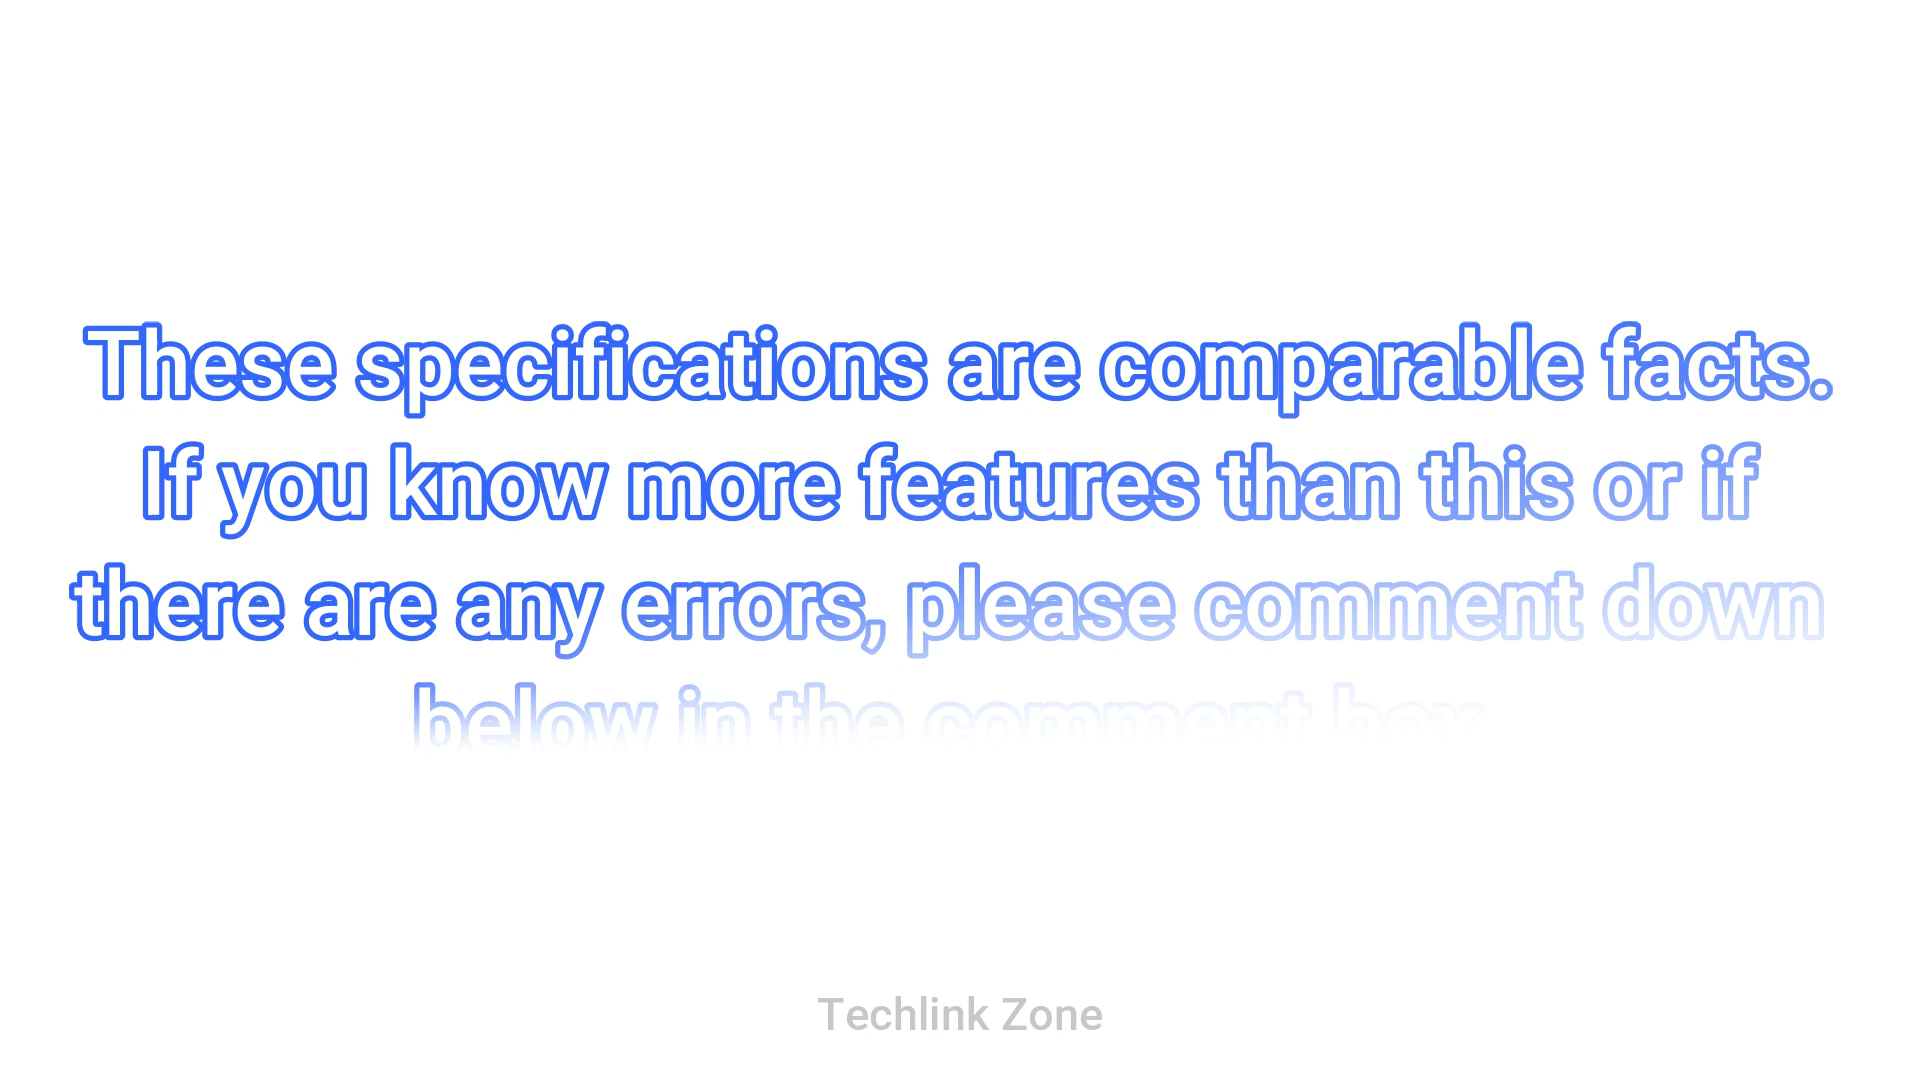 These specifications are comparable facts.
If you know more features than this or if
there are any errors, please comment down
below in the comment box
Techlink Zone